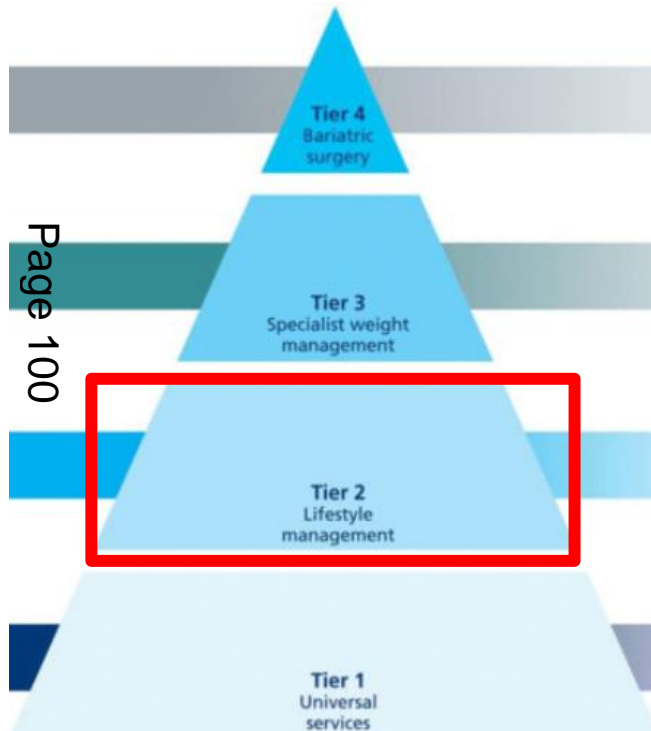 Tier 4
Bariatric
surgery
Page 100
Tier 3
Specialist weight
management
Tier 2
Lifestyle
management
Tier 1
Universal
services